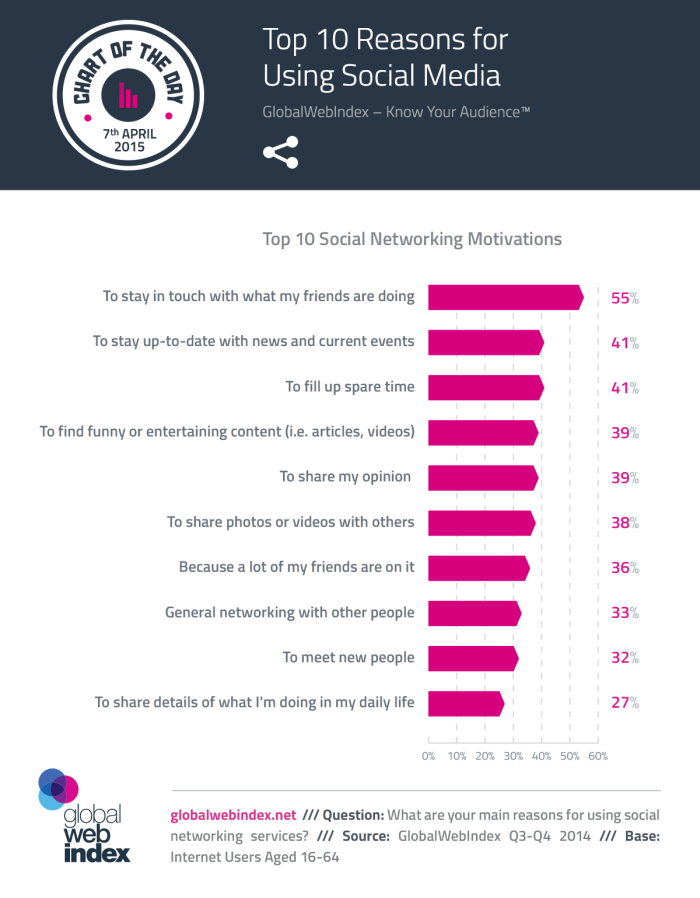 CHART OF THE DAY
7th APRIL
2015
Top 10 Reasons for
Using Social Media
GlobalWebIndex – Know Your Audience™
Top 10 Social Networking Motivations
To stay in touch with what my friends are doing 55%
To stay up-to-date with news and current events 41%
To fill up spare time 41%
To find funny or entertaining content (i.e. articles, videos) 39%
To share my opinion 39%
To share photos or videos with others 38%
Because a lot of my friends are on it 36%
General networking with other people 33%
To meet new people 32%
To share details of what I'm doing in my daily life 27%
0% 10% 20% 30% 40% 50% 60%
global
web
index
globalwebindex.net /// Question: What are your main reasons for using social
networking services? /// Source: GlobalWebIndex Q3-Q4 2014 /// Base:
Internet Users Aged 16-64